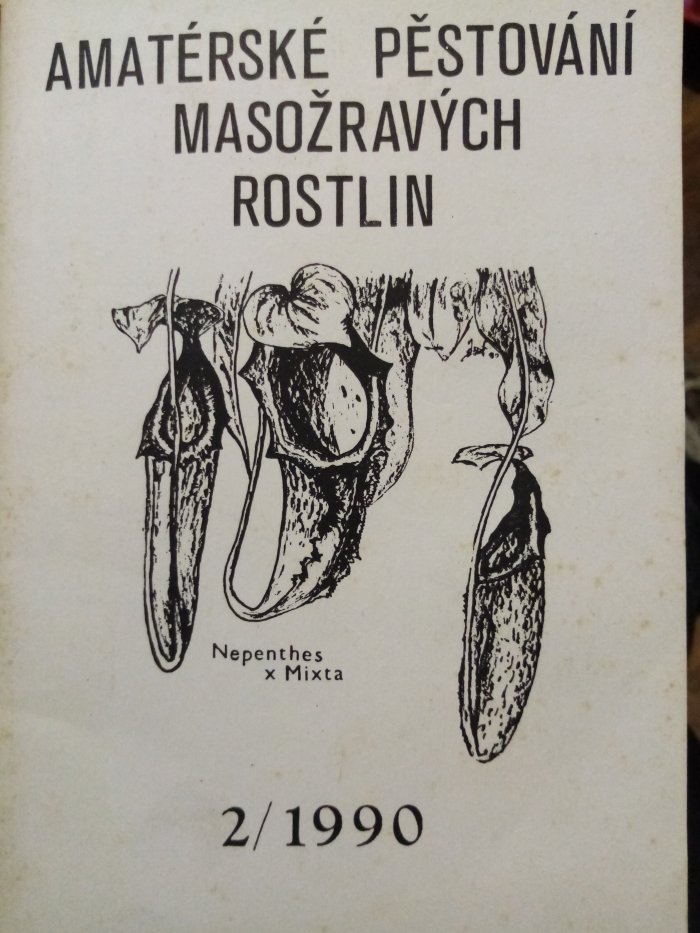 AMATÉRSKÉ PĚSTOVÁNÍ
MASOŽRAVÝCH
ROSTLIN
Nepenthes
x Mixta
2/1990